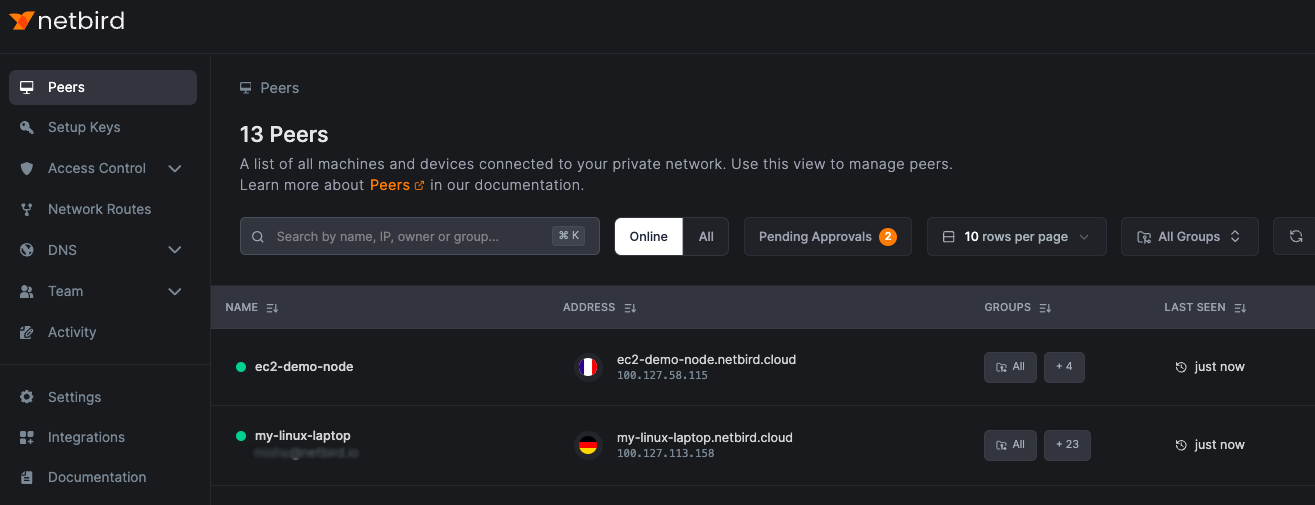 netbird
Peers
Setup Keys
Access Control
Network Routes
DNS
Team
Activity
Settings
Integrations
Documentation
Peers
13 Peers
A list of all machines and devices connected to your private network. Use this view to manage peers.
Learn more about Peers in our documentation.
Search by name, IP, owner or group... ⌘ K Online All Pending Approvals 2 10 rows per page All Groups
NAME ADDRESS GROUPS LAST SEEN
ec2-demo-node ec2-demo-node.netbird.cloud All + 4 just now
100.127.58.115
my-linux-laptop my-linux-laptop.netbird.cloud All + 23 just now
100.127.113.158